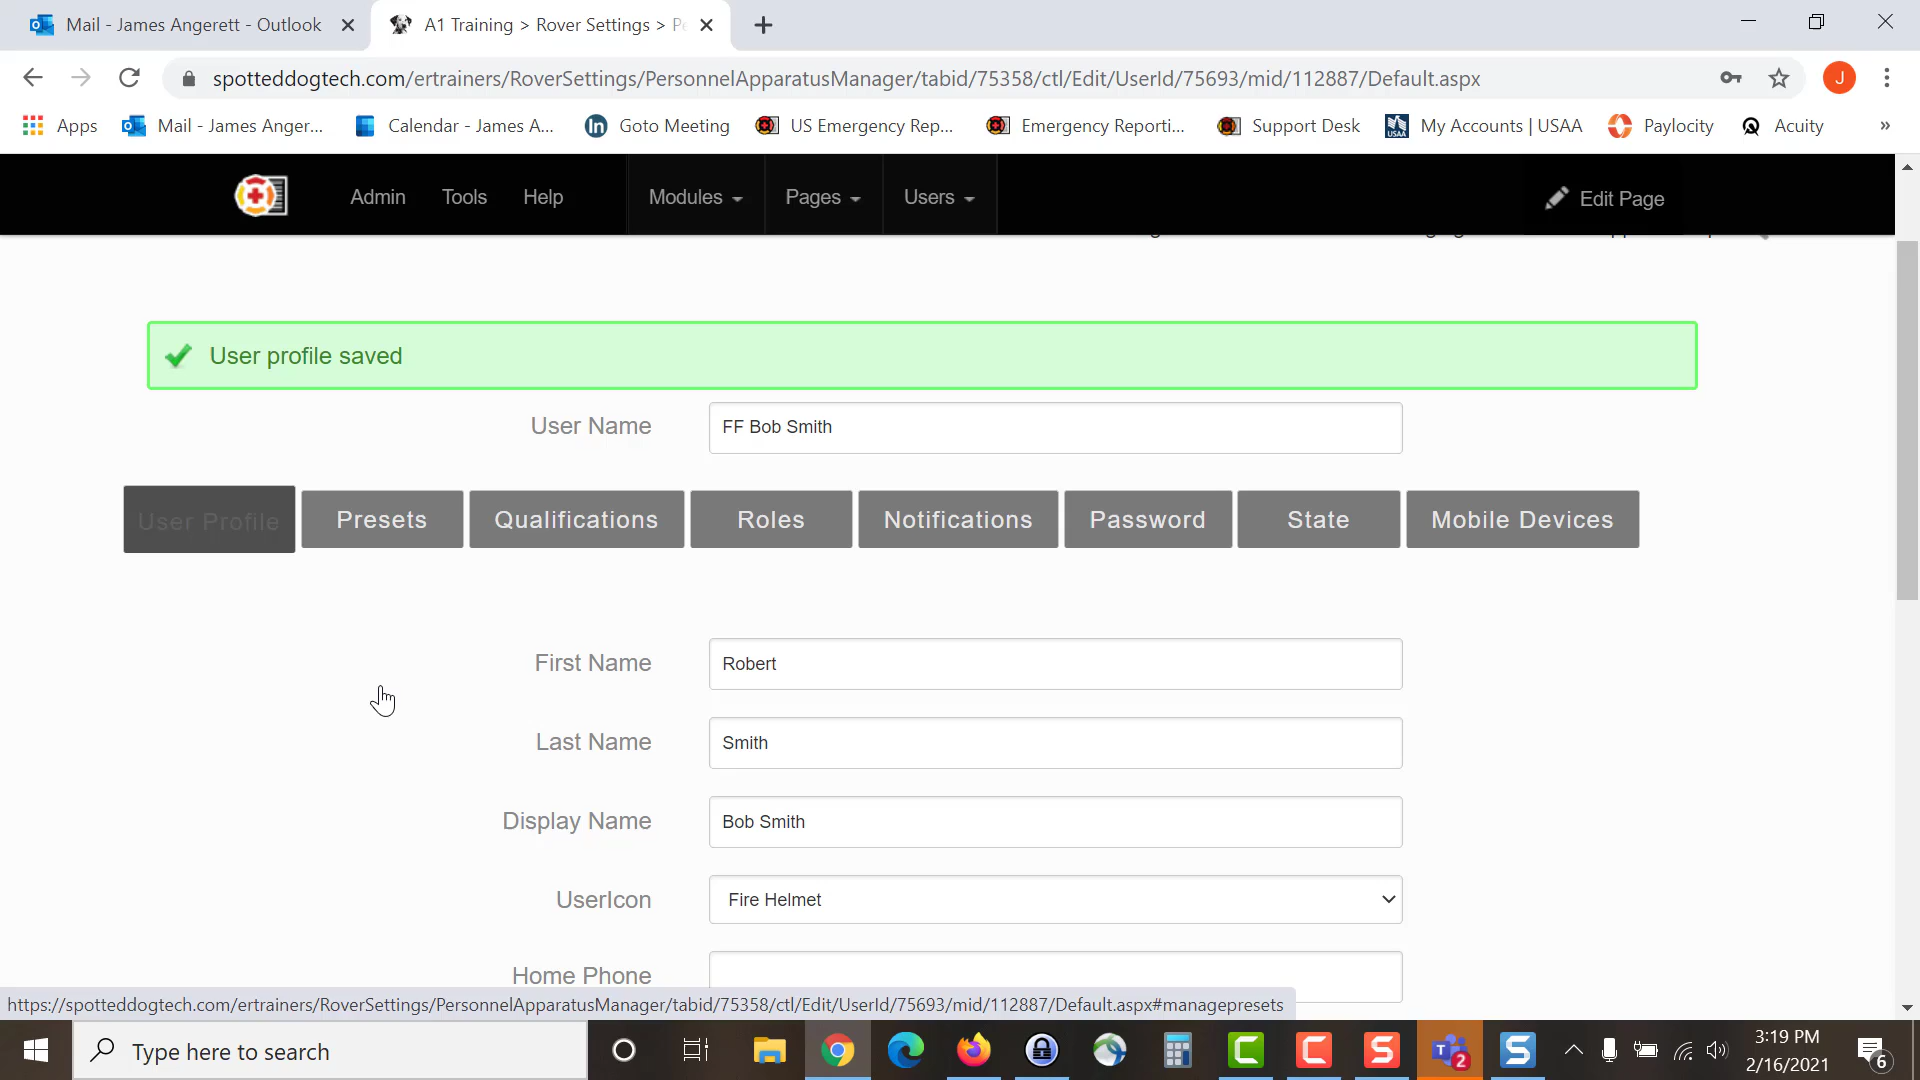 Mail - James Angerett - Outlook
A1 Training > Rover Settings > Pe
spotteddogtech.com/ertrainers/RoverSettings/PersonnelApparatusManager/tabid/75358/ctl/Edit/UserId/75693/mid/112887/Default.aspx
J
Apps
Mail - James Anger...
Calendar - James A...
Goto Meeting
US Emergency Rep...
Emergency Reporti...
Support Desk
My Accounts | USAA
Paylocity
Acuity
»
Admin
Tools
Help
Modules
Pages
Users
Edit Page
User profile saved
User Name
FF Bob Smith
User Profile
Presets
Qualifications
Roles
Notifications
Password
State
Mobile Devices
First Name
Robert
Last Name
Smith
Display Name
Bob Smith
UserIcon
Fire Helmet
Home Phone
https://spotteddogtech.com/ertrainers/RoverSettings/PersonnelApparatusManager/tabid/75358/ctl/Edit/UserId/75693/mid/112887/Default.aspx#managepresets
Type here to search
2
3:19 PM
2/16/2021
6